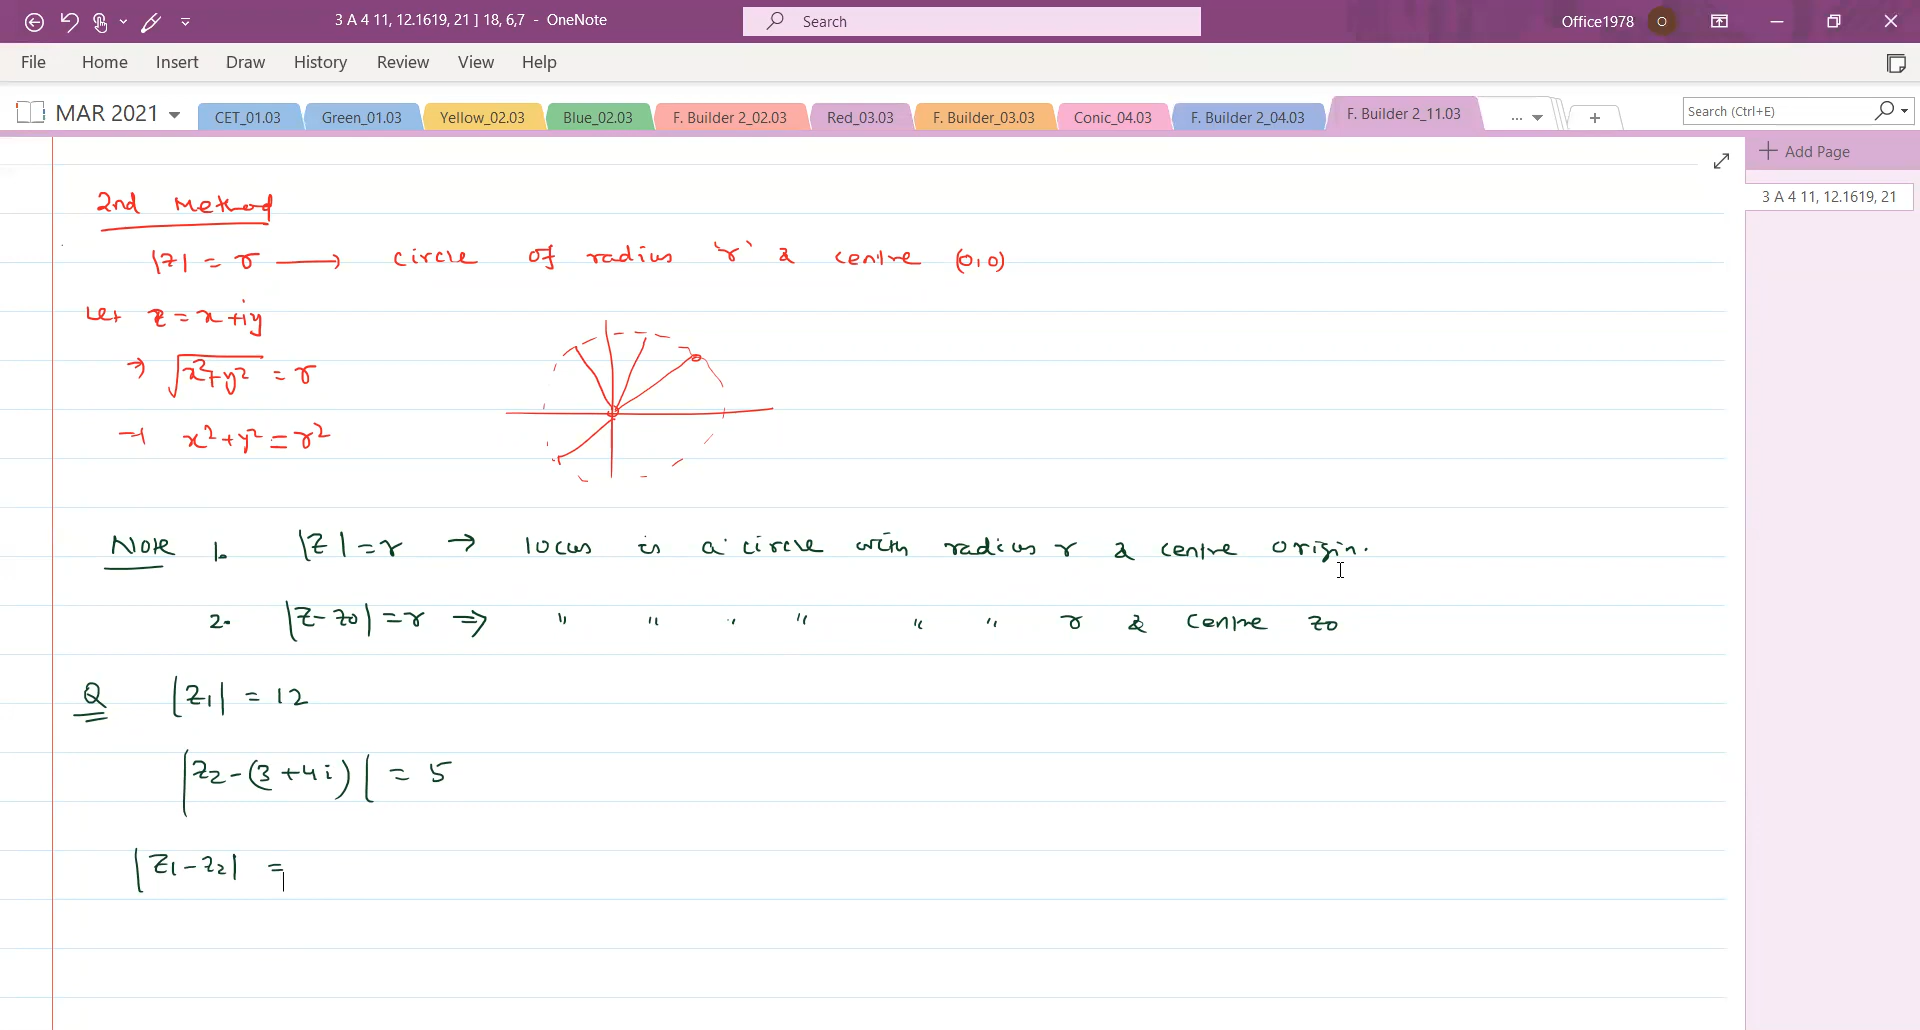 3 A 4 11, 12.1619, 21 ] 18, 6,7 - OneNote
Search
Office1978
O
File Home Insert Draw History Review View Help
MAR 2021
CET_01.03 Green_01.03 Yellow_02.03 Blue_02.03 F. Builder 2_02.03 Red_03.03 F. Builder_03.03 Conic_04.03 F. Builder 2_04.03 F. Builder 2_11.03 ... +
Search (Ctrl+E)
+ Add Page
3 A 4 11, 12.1619, 21
2nd Method
|z| = r → circle of radius 'r' & centre (0,0)
Let z = x+iy
→ √x²+y² = r
→ x²+y² = r²
Note 1. |z| = r → locus is a circle with radius r & centre origin.
2. |z-z0| = r ⇒ " " " " " " r & centre z0
Q |z1| = 12
|z2-(3+4i)| = 5
|z1-z2| =